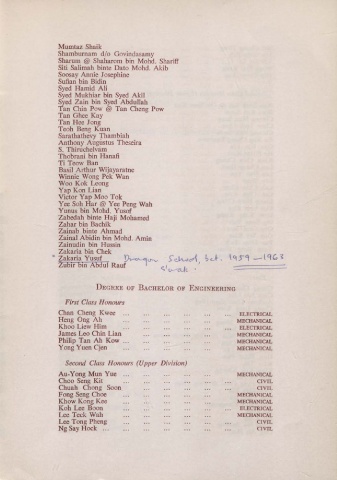 Mumtaz Shaik
Shamburnam d/o Govindasamy
Sharum @ Shaharom bin Mohd. Shariff
Siti Salimah binte Dato Mohd. Akib
Soosay Annie Josephine
Sufian bin Bidin
Syed Hamid Ali
Syed Mukhiar bin Syed Akil
Syed Zain bin Syed Abdullah
Tan Chin Pow @ Tan Cheng Pow
Tan Ghee Kay
Tan Hee Jong
Teoh Beng Kuan
Sarathathevy Thambiah
Anthony Augustus Theseira
S. Thiruchelvam
Thobrani bin Hanafi
Ti Teow Ban
Basil Arthur Wijayaratne
Winnie Wong Pek Wan
Woo Kok Leong
Yap Kon Lian
Victor Yap Moo Tok
Yee Soh Har @ Yee Peng Wah
Yunus bin Mohd. Yusof
Zabedah binte Haji Mohamed
Zahar bin Bachik
Zainab binte Ahmad
Zainal Abidin bin Mohd. Amin
Zainudin bin Husin
Zakaria bin Chek
Zakaria Yusuf Dragon School, 1959 - 1963
Zubir bin Abdul Rauf
DEGREE OF BACHELOR OF ENGINEERING
First Class Honours
Chan Cheng Kwee ... ... ... ... ... ... ELECTRICAL
Heng Ong Ah ... ... ... ... ... ... MECHANICAL
Khoo Liew Him ... ... ... ... ... ... ELECTRICAL
James Leo Chin Lian ... ... ... ... ... MECHANICAL
Philip Tan Ah Kow ... ... ... ... ... ... MECHANICAL
Yong Yuen Cjen ... ... ... ... ... ... MECHANICAL
Second Class Honours (Upper Division)
Au-Yong Mun Yue ... ... ... ... ... ... MECHANICAL
Choo Seng Kit ... ... ... ... ... CIVIL
Chuah Chong Soon ... ... ... ... ... CIVIL
Fong Seng Choe ... ... ... ... ... MECHANICAL
Khow Kong Kee ... ... ... ... ... MECHANICAL
Koh Lee Boon ... ... ... ... ... ELECTRICAL
Lee Teck Wah ... ... ... ... ... MECHANICAL
Lee Tong Pheng ... ... ... ... ... CIVIL
Ng Say Hock ... ... ... ... ... ... CIVIL